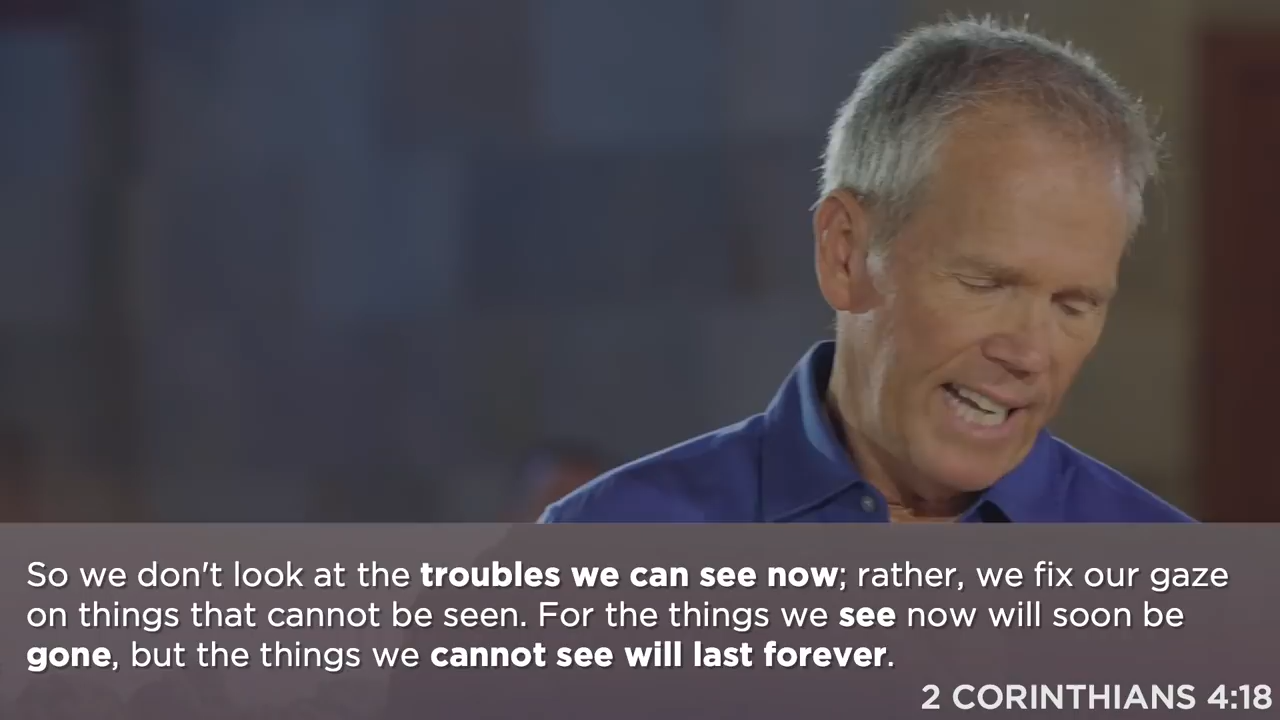 So we don't look at the troubles we can see now; rather, we fix our gaze
on things that cannot be seen. For the things we see now will soon be
gone, but the things we cannot see will last forever.
2 CORINTHIANS 4:18